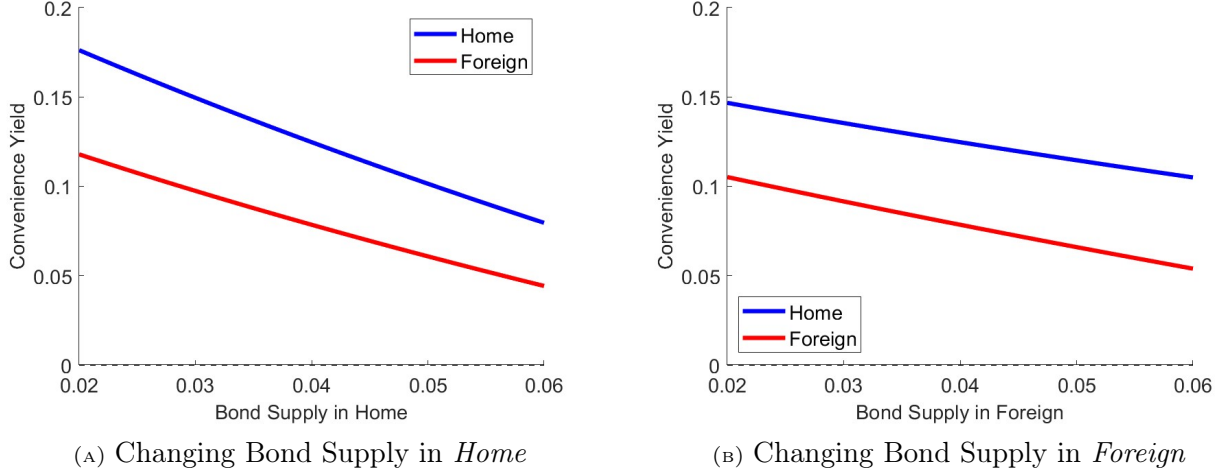 0.2
0.15
0.1
0.05
0
Convenience Yield
Home
Foreign
0.02 0.03 0.04 0.05 0.06
Bond Supply in Home
(A) Changing Bond Supply in Home
0.2
0.15
0.1
0.05
0
Convenience Yield
Home
Foreign
0.02 0.03 0.04 0.05 0.06
Bond Supply in Foreign
(B) Changing Bond Supply in Foreign